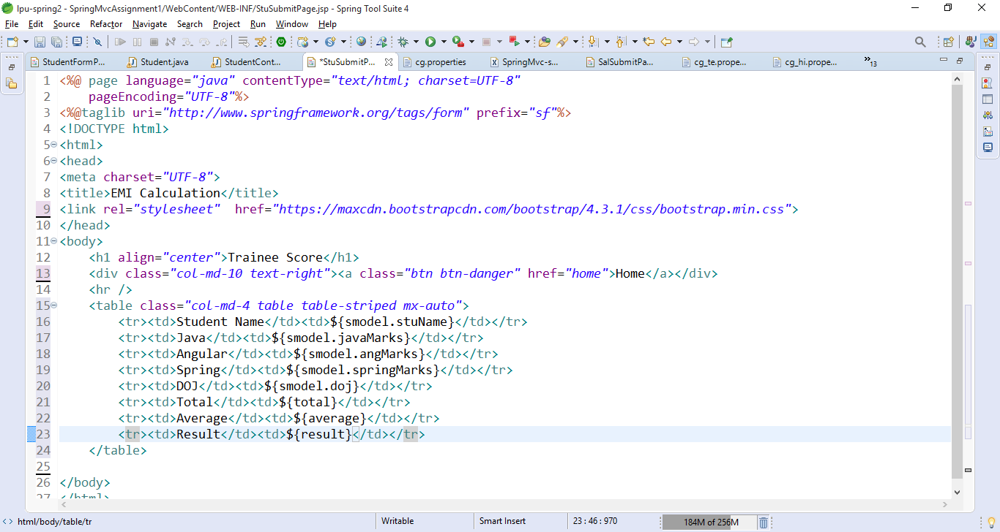 lpu-spring2 - SpringMvcAssignment1/WebContent/WEB-INF/StuSubmitPage.jsp - Spring Tool Suite 4
File Edit Source Refactor Navigate Search Project Run Window Help
StudentFormP... Student.java StudentCont... *StuSubmitP... cg.properties SpringMvc-s... SalSubmitPa... cg_te.prope... cg_hi.prope... »13
1 <%@ page language="java" contentType="text/html; charset=UTF-8"
2     pageEncoding="UTF-8"%>
3 <%@taglib uri="http://www.springframework.org/tags/form" prefix="sf"%>
4 <!DOCTYPE html>
5 <html>
6 <head>
7 <meta charset="UTF-8">
8 <title>EMI Calculation</title>
9 <link rel="stylesheet"  href="https://maxcdn.bootstrapcdn.com/bootstrap/4.3.1/css/bootstrap.min.css">
10 </head>
11 <body>
12     <h1 align="center">Trainee Score</h1>
13     <div class="col-md-10 text-right"><a class="btn btn-danger" href="home">Home</a></div>
14     <hr />
15     <table class="col-md-4 table table-striped mx-auto">
16         <tr><td>Student Name</td><td>${smodel.stuName}</td></tr>
17         <tr><td>Java</td><td>${smodel.javaMarks}</td></tr>
18         <tr><td>Angular</td><td>${smodel.angMarks}</td></tr>
19         <tr><td>Spring</td><td>${smodel.springMarks}</td></tr>
20         <tr><td>DOJ</td><td>${smodel.doj}</td></tr>
21         <tr><td>Total</td><td>${total}</td></tr>
22         <tr><td>Average</td><td>${average}</td></tr>
23         <tr><td>Result</td><td>${result}</td></tr>
24     </table>
25
26 </body>
27 </html>
html/body/table/tr Writable Smart Insert 23 : 46 : 970 184M of 256M